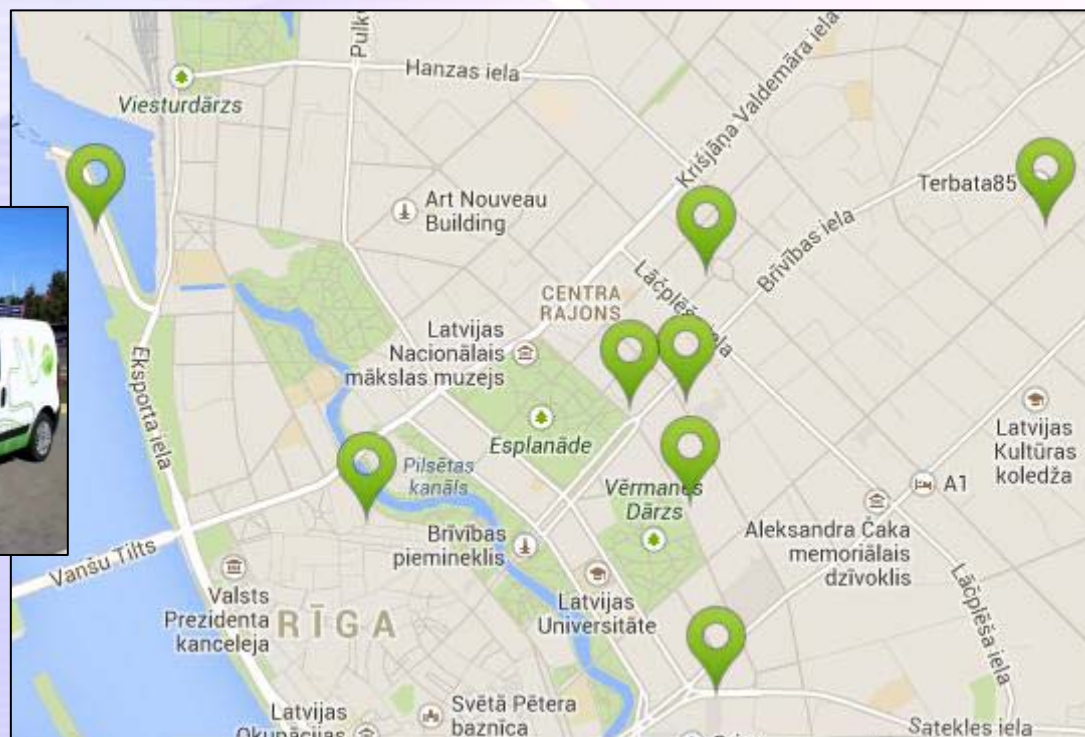 Pulk
Hanzas iela
Viesturdārzs
Krišjāņa Valdemāra iela
Terbata85
Art Nouveau
Building
Brīvības iela
Lāčplēša iela
CENTRA
RAJONS
Latvijas
Nacionālais
mākslas muzejs
Eksporta iela
Esplanāde
Latvijas
Kultūras
koledža
Pilsētas
kanāls
Vērmanes
Dārzs
A1
Brīvības
piemineklis
Aleksandra Čaka
memoriālais
dzīvoklis
Vanšu Tilts
Valsts
Prezidenta
kanceleja
Latvijas
Universitāte
Lāčplēša iela
RĪGA
Svētā Pētera
baznīca
Latvijas
Okupācijas
Satekles iela